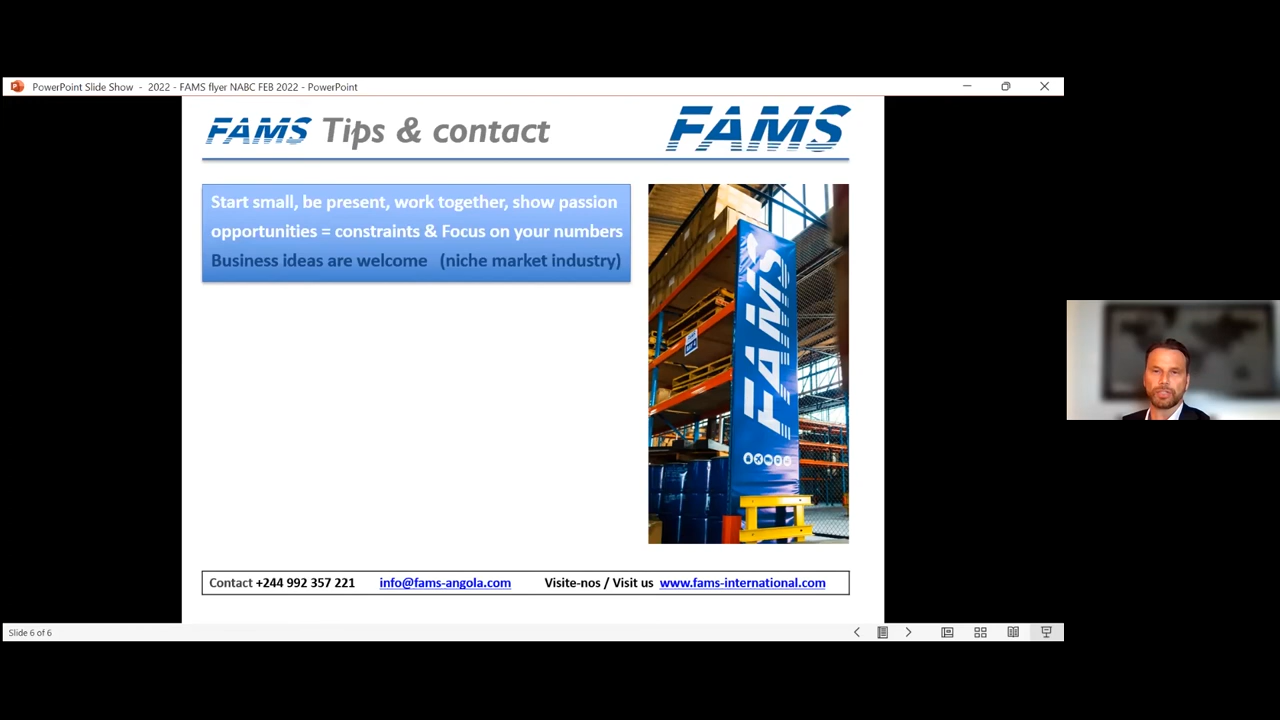 PowerPoint Slide Show - 2022 - FAMS flyer NABC FEB 2022 - PowerPoint
FAMS Tips & contact
FAMS
Start small, be present, work together, show passion
opportunities = constraints & Focus on your numbers
Business ideas are welcome (niche market industry)
FAMS
Contact +244 992 357 221 info@fams-angola.com Visite-nos / Visit us www.fams-international.com
Slide 6 of 6